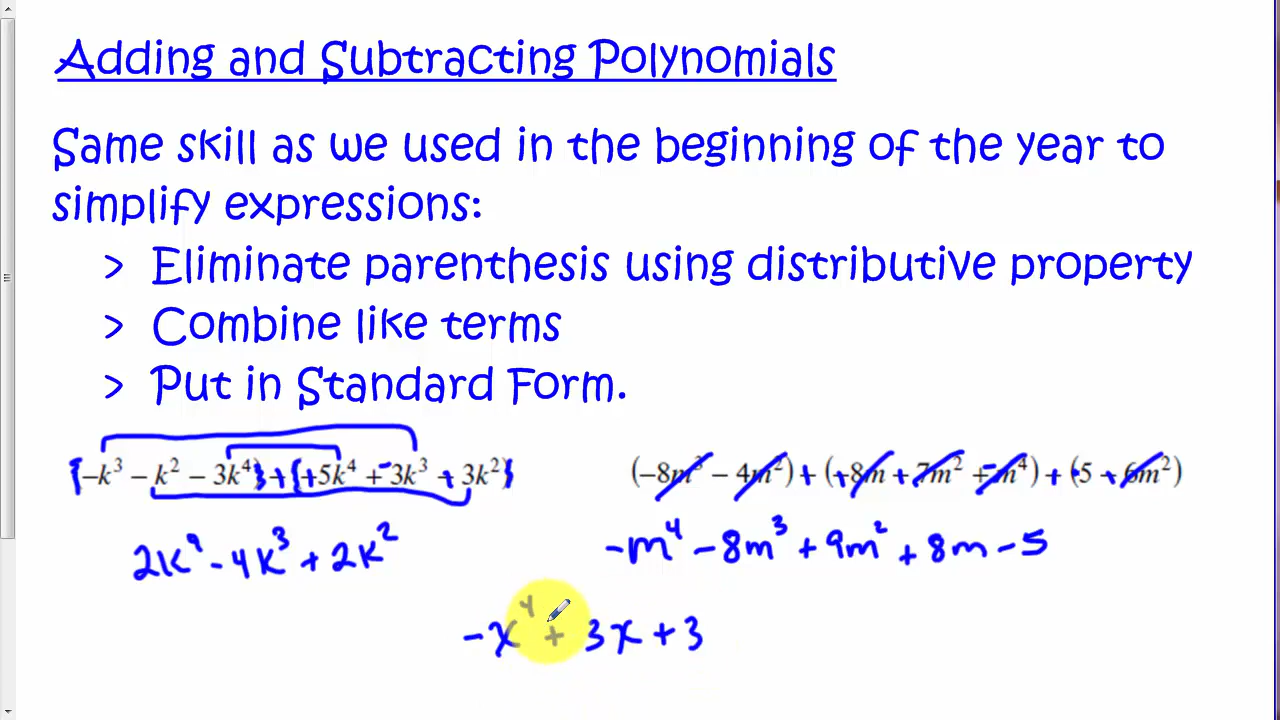 Adding and Subtracting Polynomials
Same skill as we used in the beginning of the year to
simplify expressions:
> Eliminate parenthesis using distributive property
> Combine like terms
> Put in Standard Form.
{−k³ − k² − 3k⁴} + {+5k⁴ + −3k³ + 3k²}
(−8m³ − 4m²) + (+8m + 7m² + −m⁴) + (−5 + 6m²)
2k⁴ - 4k³ + 2k²
-m⁴ - 8m³ + 9m² + 8m - 5
-x⁴ + 3x + 3